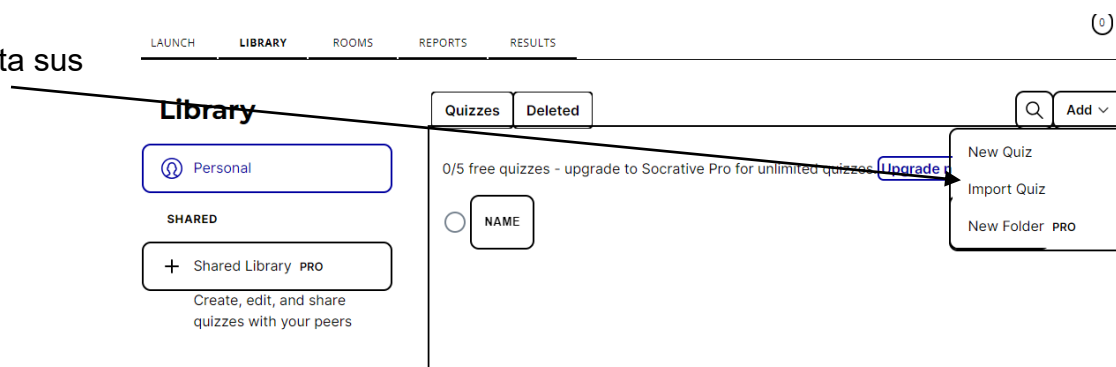 0
LAUNCH LIBRARY ROOMS REPORTS RESULTS
ta sus
Library
Quizzes Deleted
Add
Personal
0/5 free quizzes - upgrade to Socrative Pro for unlimited quizzes Upgrade
New Quiz
Import Quiz
New Folder PRO
SHARED
NAME
+ Shared Library PRO
Create, edit, and share
quizzes with your peers